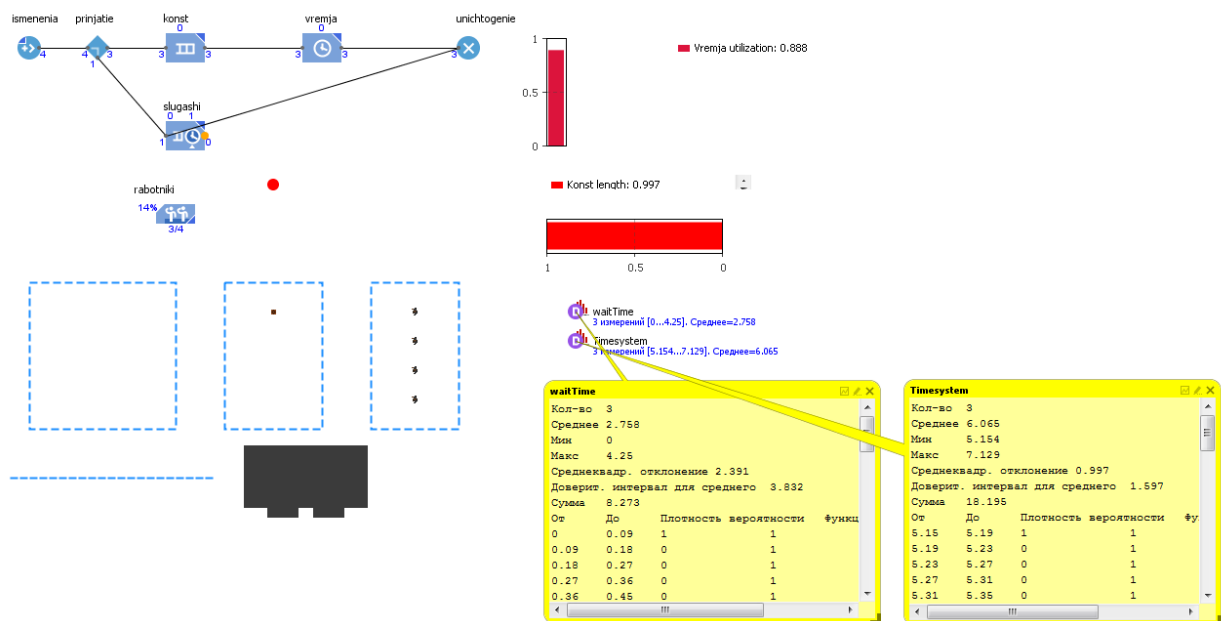 ismenenia prinjatie konst vremja unichtogenie
0 0
4 4 3 3 3 3 3 3
1
slugashi
0 1
1 0
rabotniki
14%
3/4
1
0.5
0
Vremja utilization: 0.888
Konst length: 0.997
1 0.5 0
waitTime
3 измерений [0...4.25]. Среднее=2.758
Timesystem
3 измерений [5.154...7.129]. Среднее=6.065
waitTime
Кол-во 3
Среднее 2.758
Мин 0
Макс 4.25
Среднеквадр. отклонение 2.391
Доверит. интервал для среднего 3.832
Сумма 8.273
От До Плотность вероятности Функц
0 0.09 1 1
0.09 0.18 0 1
0.18 0.27 0 1
0.27 0.36 0 1
0.36 0.45 0 1
Timesystem
Кол-во 3
Среднее 6.065
Мин 5.154
Макс 7.129
Среднеквадр. отклонение 0.997
Доверит. интервал для среднего 1.597
Сумма 18.195
От До Плотность вероятности Фу
5.15 5.19 1 1
5.19 5.23 0 1
5.23 5.27 0 1
5.27 5.31 0 1
5.31 5.35 0 1